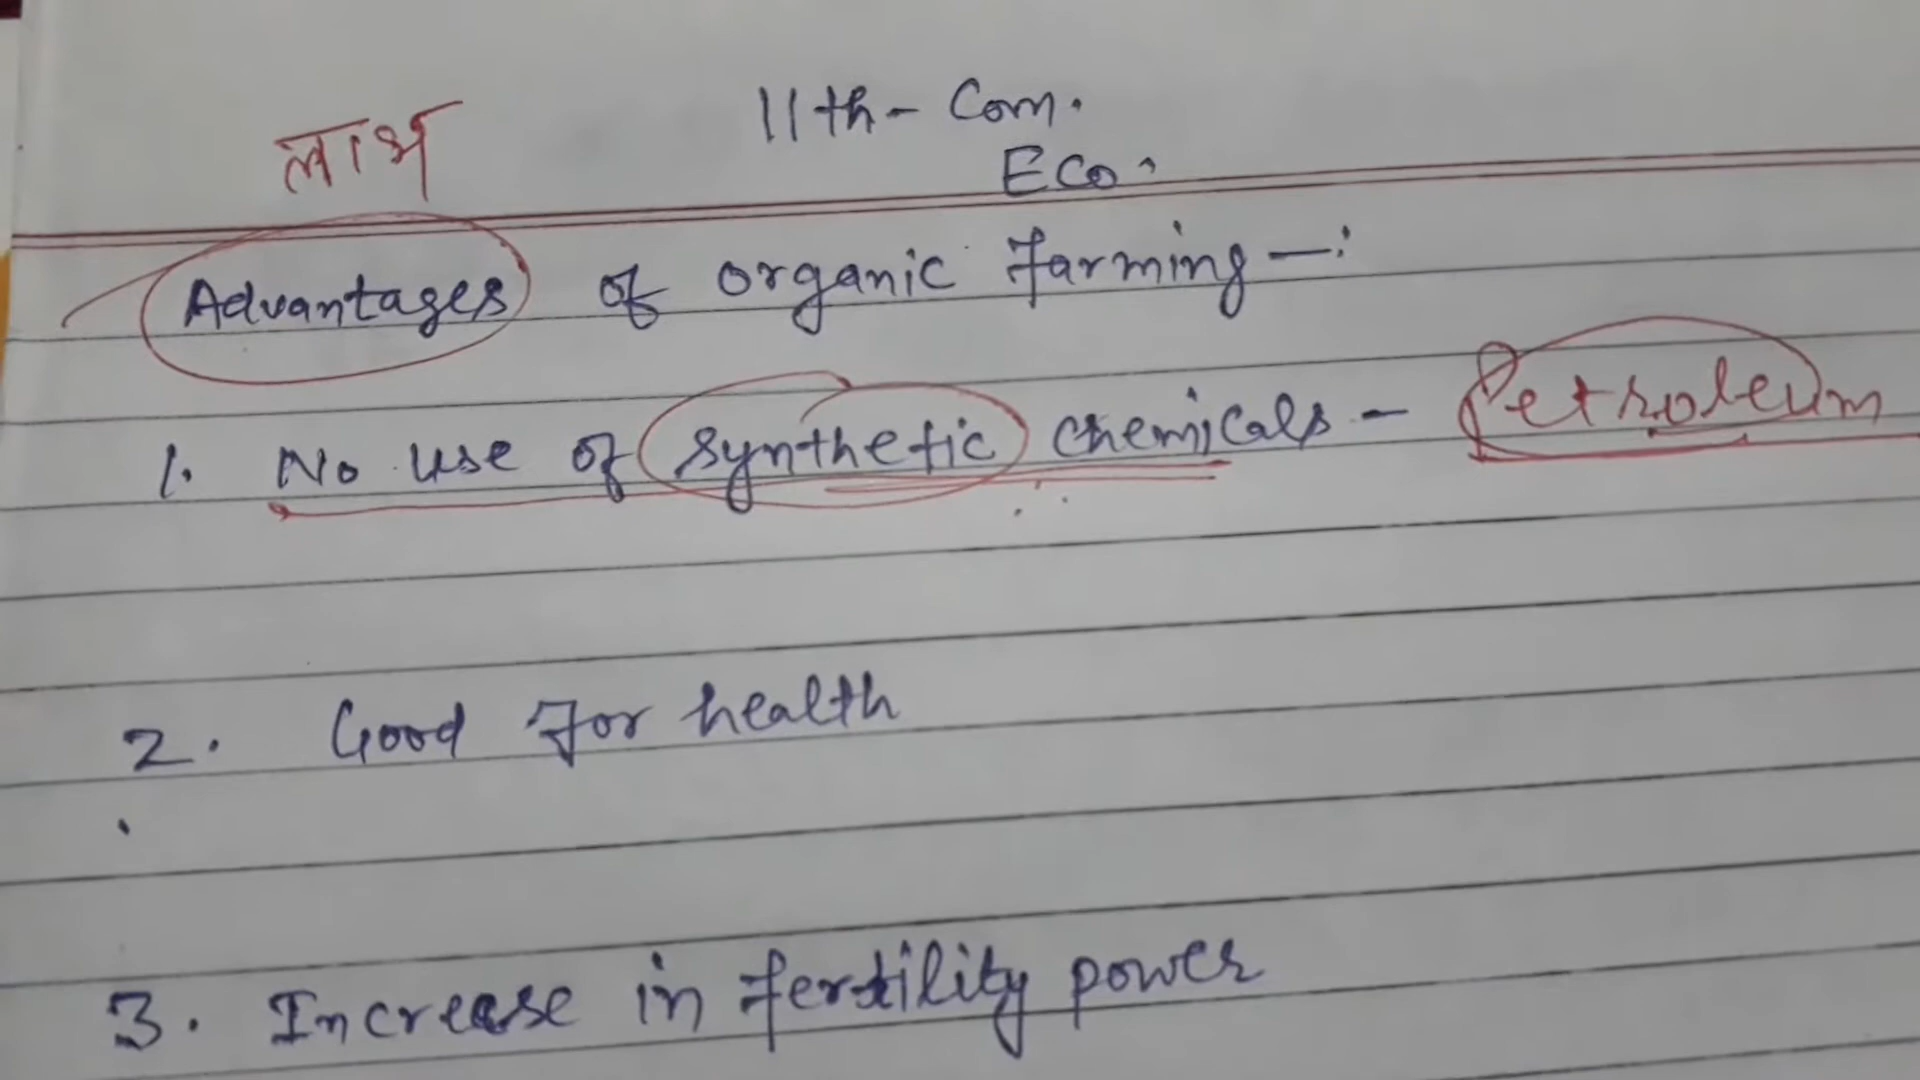 लाभ 11th - Com.
Eco.
Advantages of organic farming -:
1. No use of synthetic chemicals - Petroleum
2. Good for health
3. Increase in fertility power